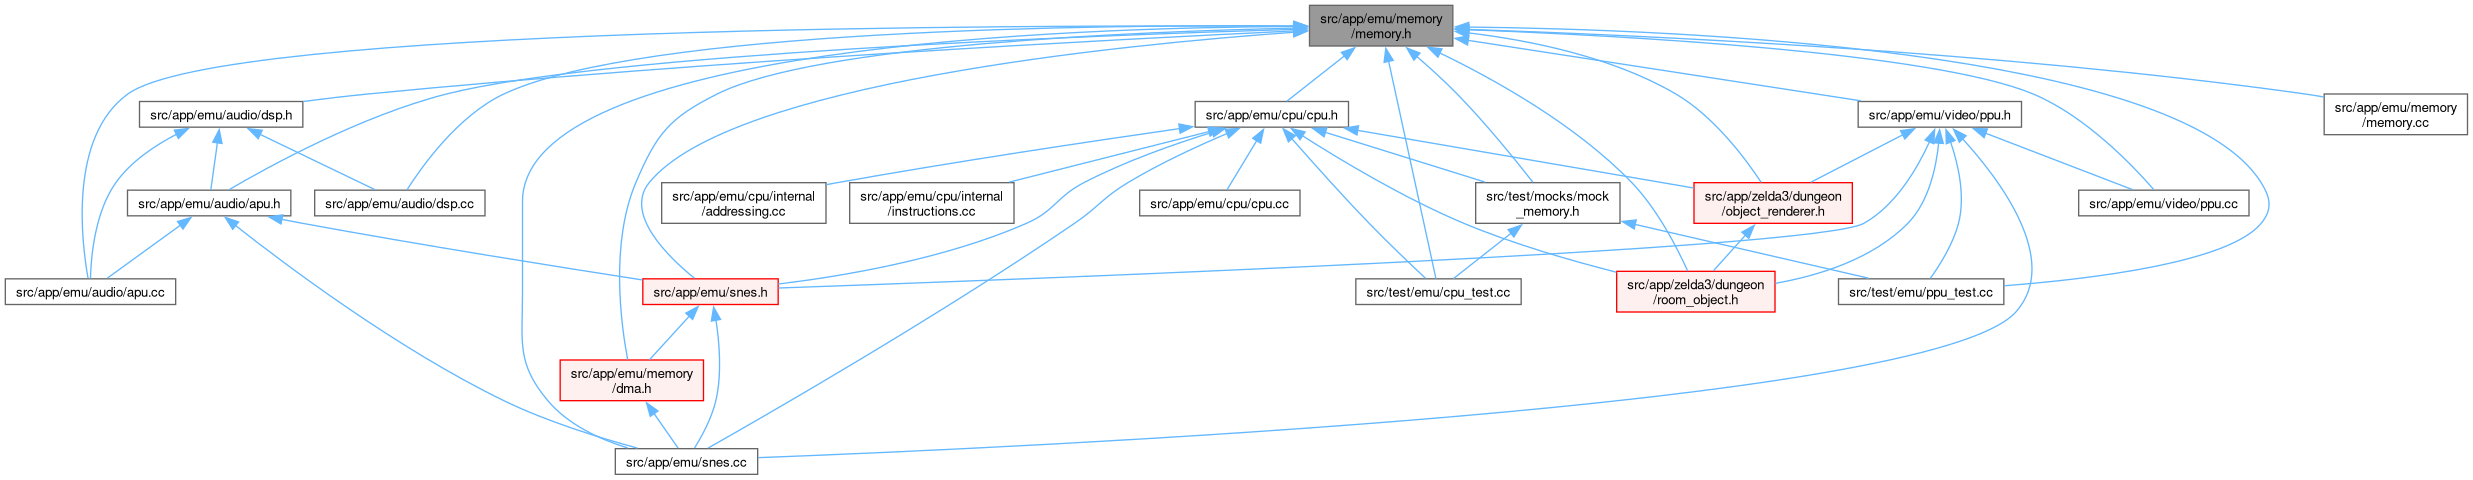 src/app/emu/memory
/memory.h
src/app/emu/audio/dsp.h
src/app/emu/cpu/cpu.h
src/app/emu/video/ppu.h
src/app/emu/memory
/memory.cc
src/app/emu/audio/apu.h
src/app/emu/audio/dsp.cc
src/app/emu/cpu/internal
/addressing.cc
src/app/emu/cpu/internal
/instructions.cc
src/app/emu/cpu/cpu.cc
src/test/mocks/mock
_memory.h
src/app/zelda3/dungeon
/object_renderer.h
src/app/emu/video/ppu.cc
src/app/emu/audio/apu.cc
src/app/emu/snes.h
src/test/emu/cpu_test.cc
src/app/zelda3/dungeon
/room_object.h
src/test/emu/ppu_test.cc
src/app/emu/memory
/dma.h
src/app/emu/snes.cc